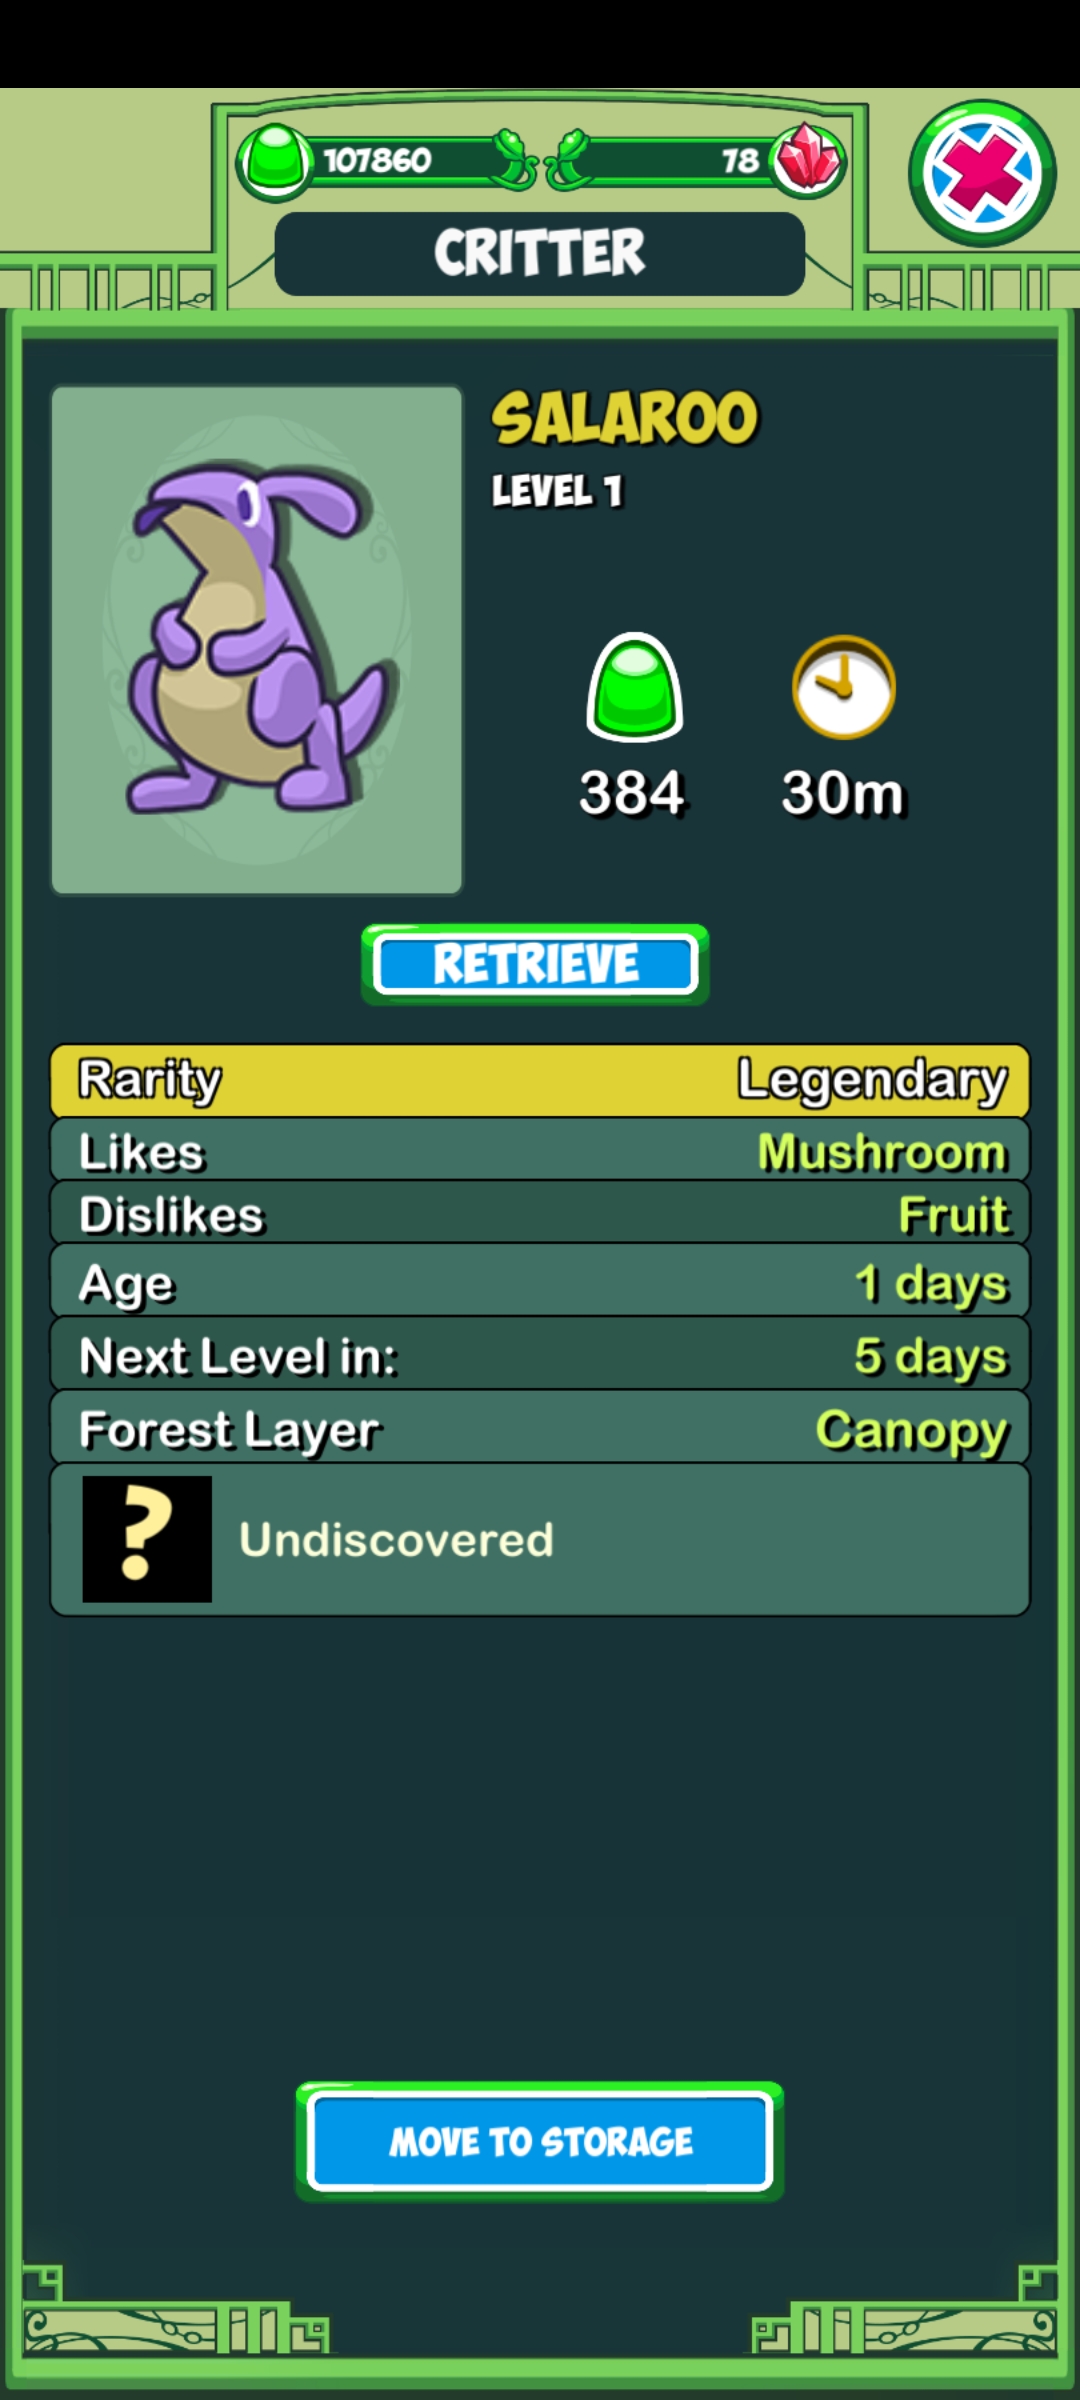 107860
78
CRITTER
SALAROO
LEVEL 1
384
30m
RETRIEVE
Rarity Legendary
Likes Mushroom
Dislikes Fruit
Age 1 days
Next Level in: 5 days
Forest Layer Canopy
? Undiscovered
MOVE TO STORAGE